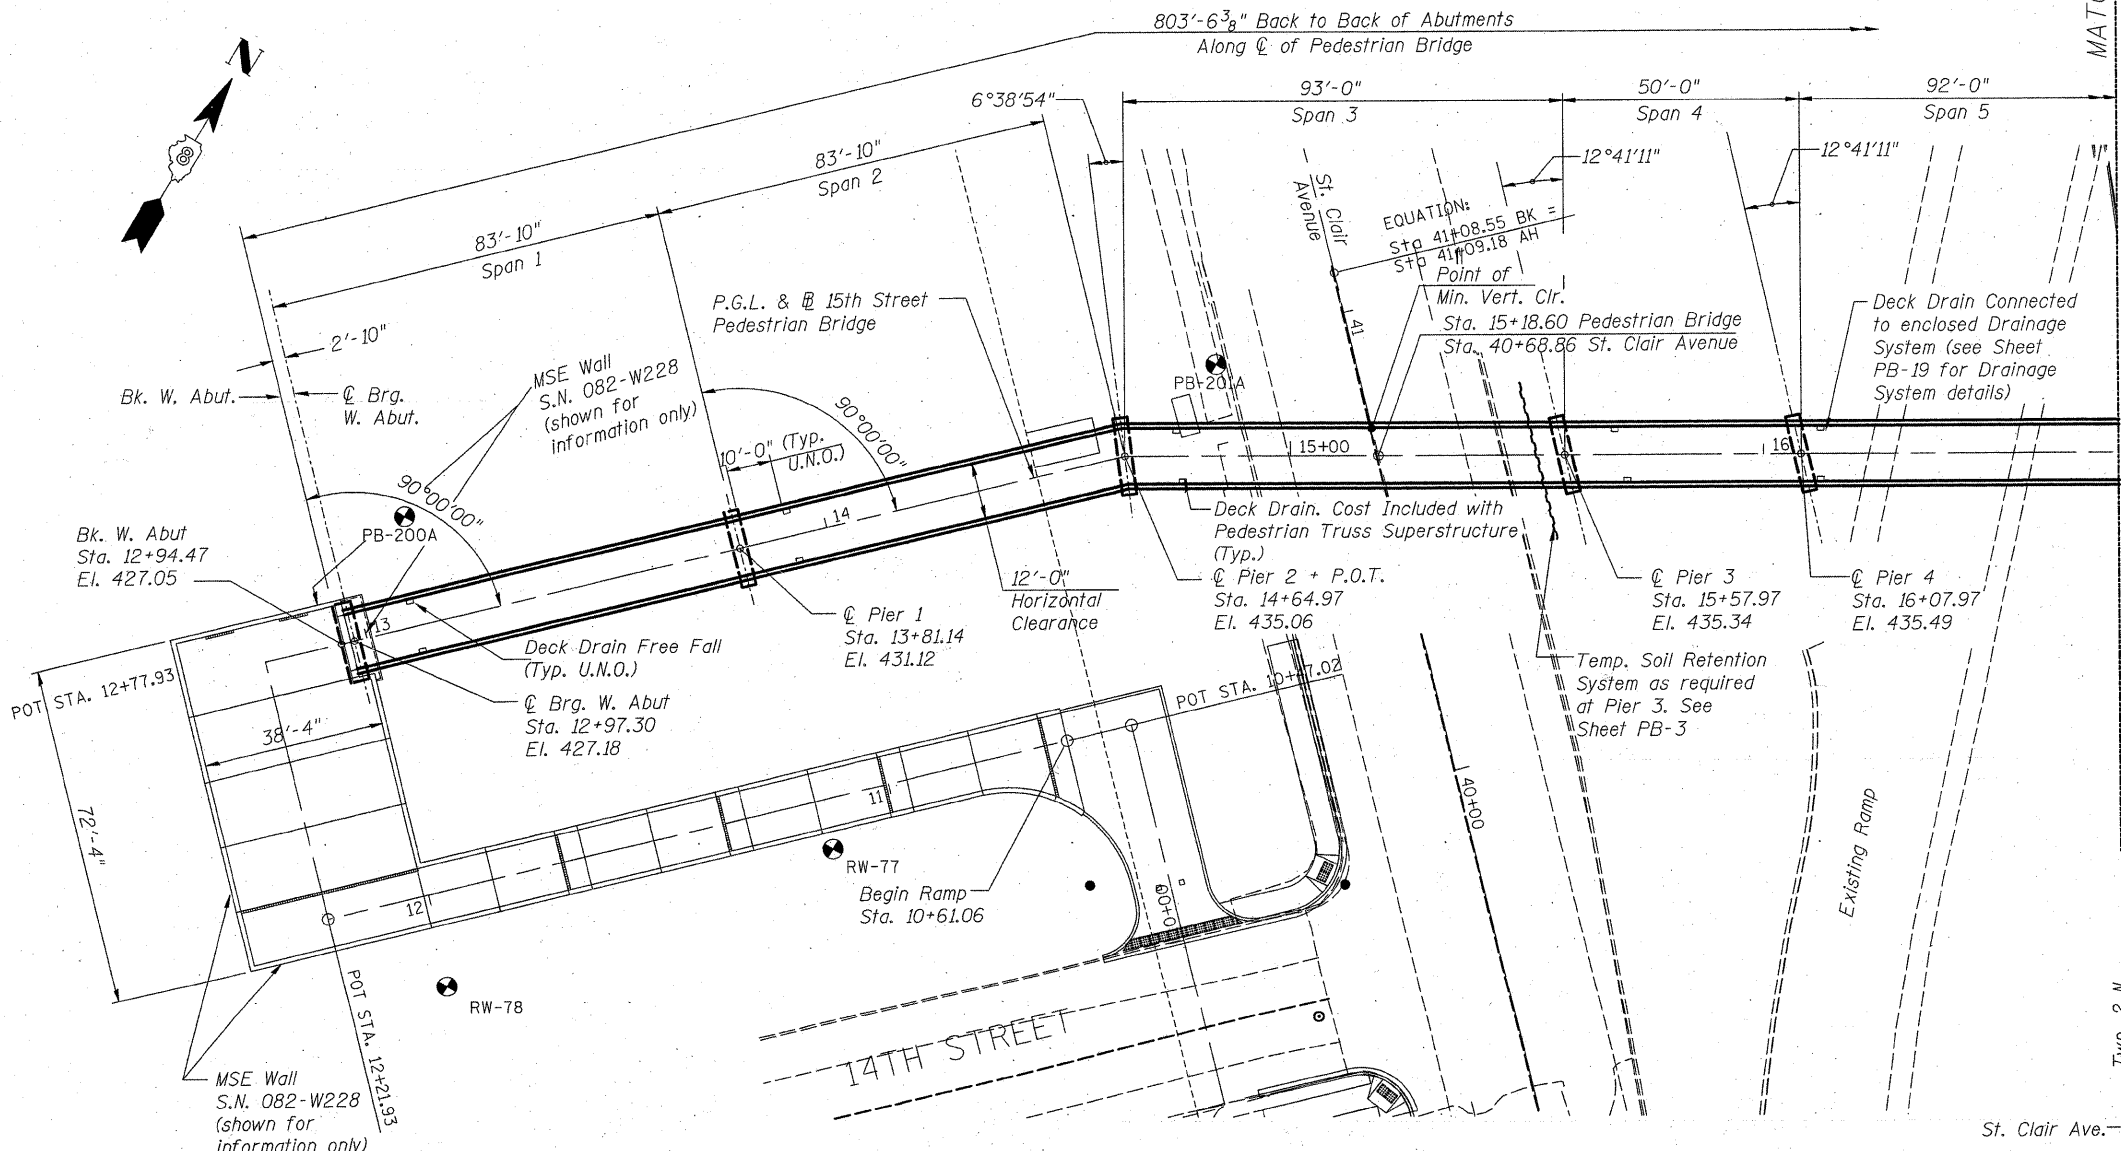 803'-6 3/8" Back to Back of Abutments
Along ℄ of Pedestrian Bridge
N
6°38'54"
93'-0"
Span 3
50'-0"
Span 4
92'-0"
Span 5
83'-10"
Span 2
83'-10"
Span 1
12°41'11"
12°41'11"
St. Clair
Avenue
EQUATION:
Sta 41+08.55 BK =
Sta 41+09.18 AH
Point of
Min. Vert. Clr.
Sta. 15+18.60 Pedestrian Bridge
Sta. 40+68.86 St. Clair Avenue
41
P.G.L. & ⅊ 15th Street
Pedestrian Bridge
Deck Drain Connected
to enclosed Drainage
System (see Sheet
PB-19 for Drainage
System details)
2'-10"
Bk. W. Abut.
℄ Brg.
W. Abut.
MSE Wall
S.N. 082-W228
(shown for
information only)
PB-201A
90°00'00"
10'-0" (Typ.
U.N.O.)
90°00'00"
PB-200A
15+00
16
14
13
Bk. W. Abut
Sta. 12+94.47
El. 427.05
Deck Drain. Cost Included with
Pedestrian Truss Superstructure
(Typ.)
12'-0"
Horizontal
Clearance
℄ Pier 2 + P.O.T.
Sta. 14+64.97
El. 435.06
℄ Pier 3
Sta. 15+57.97
El. 435.34
℄ Pier 4
Sta. 16+07.97
El. 435.49
℄ Pier 1
Sta. 13+81.14
El. 431.12
Deck Drain Free Fall
(Typ. U.N.O.)
℄ Brg. W. Abut
Sta. 12+97.30
El. 427.18
Temp. Soil Retention
System as required
at Pier 3. See
Sheet PB-3
POT STA. 12+77.93
38'-4"
72'-4"
11
12
RW-77
Begin Ramp
Sta. 10+61.06
40+00
Existing Ramp
RW-78
POT STA. 12+21.93
14TH STREET
MSE Wall
S.N. 082-W228
(shown for
information only)
St. Clair Ave.